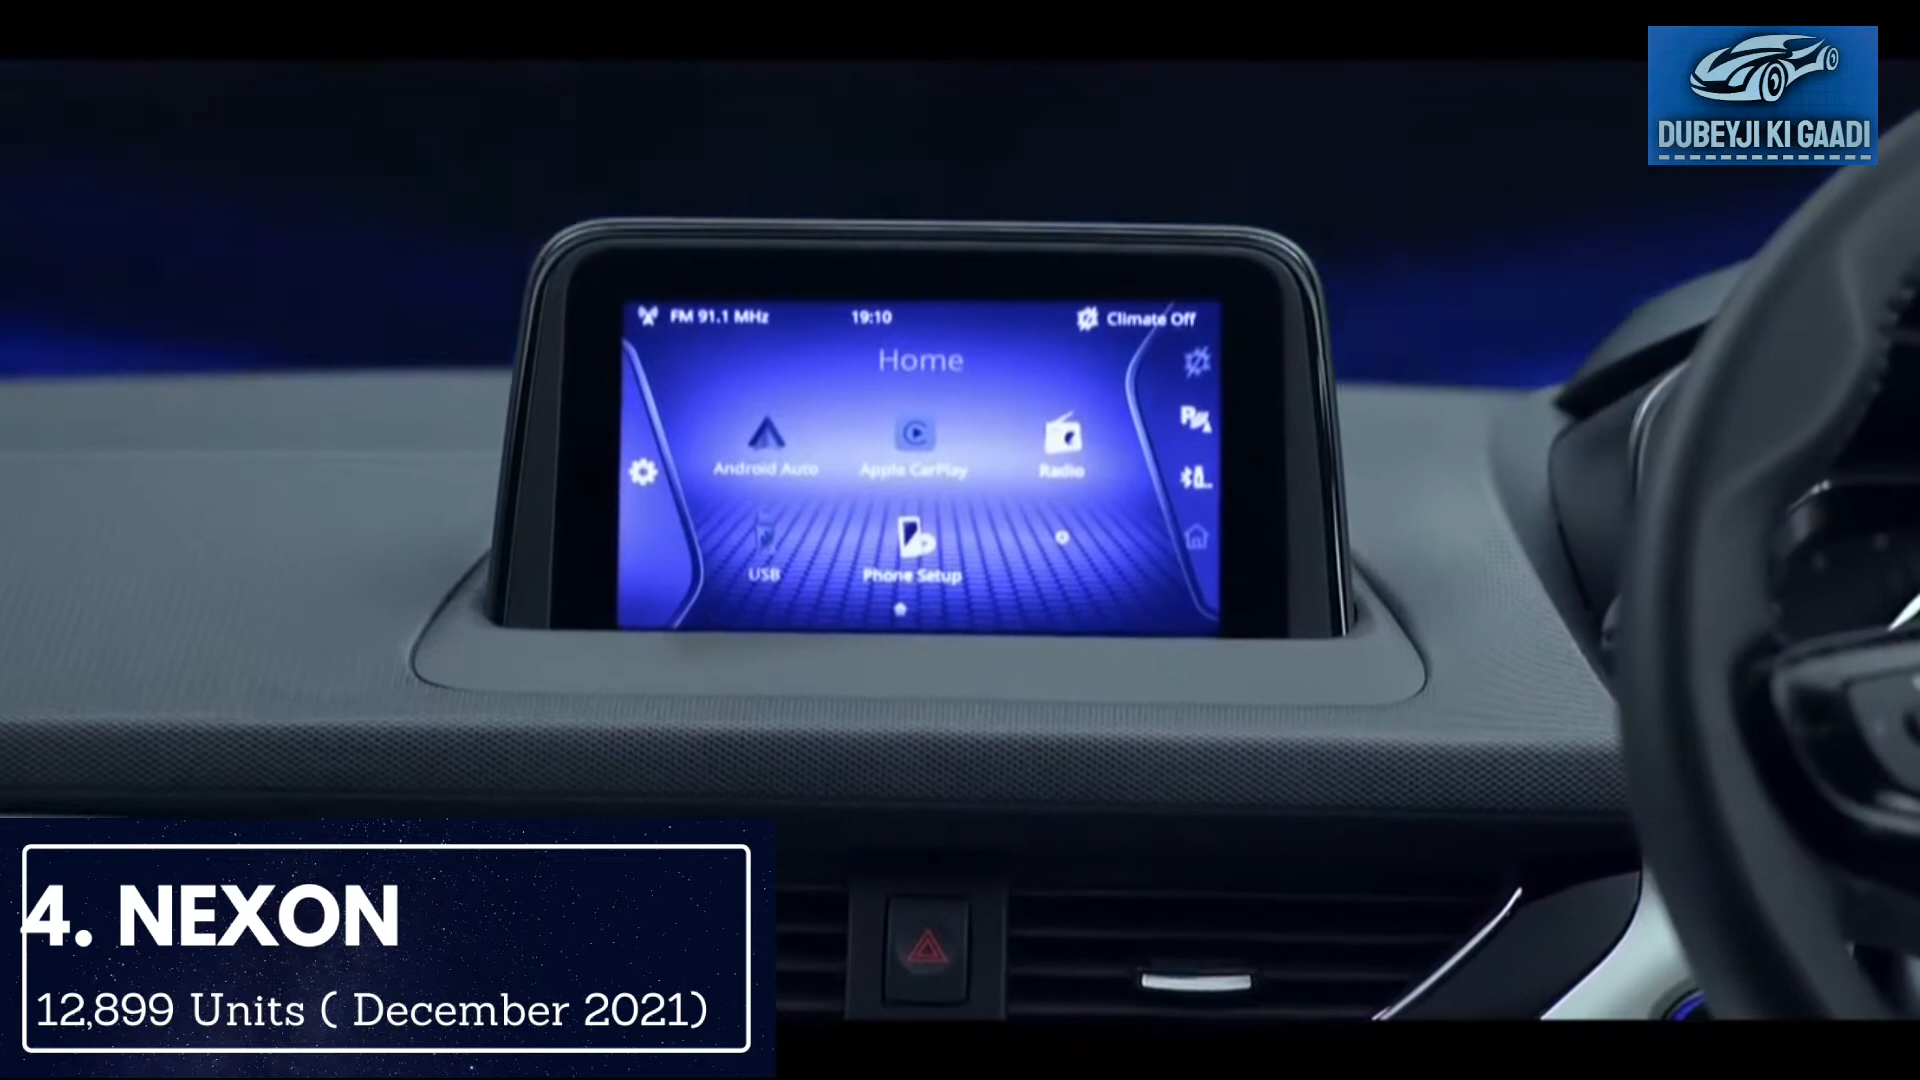 DUBEYJI KI GAADI
FM 91.1 MHz
19:10
Climate Off
Home
Android Auto
Apple CarPlay
Radio
USB
Phone Setup
4. NEXON
12,899 Units ( December 2021)